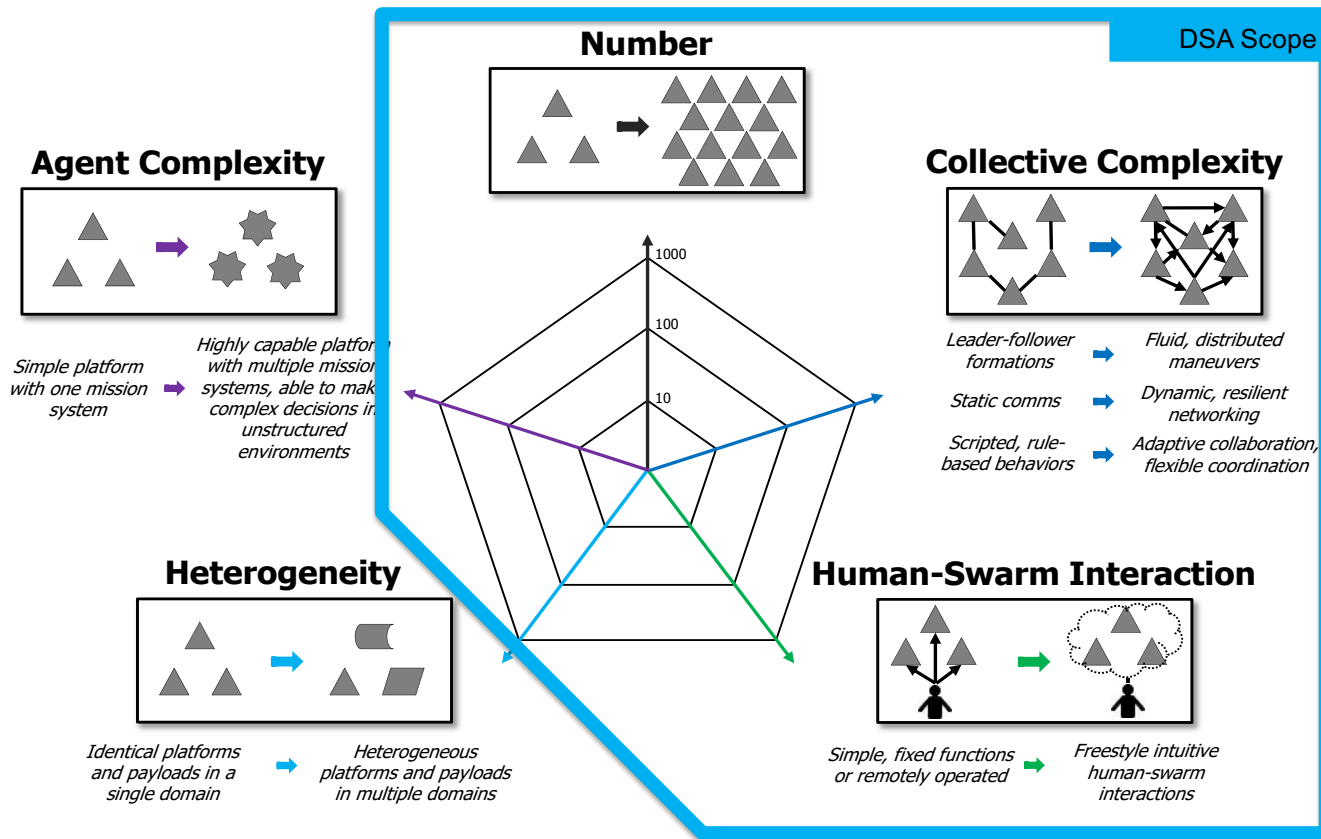 DSA Scope
Number
Agent Complexity
Collective Complexity
1000
100
10
Simple platform
with one mission
system
Highly capable platform
with multiple mission
systems, able to make
complex decisions in
unstructured
environments
Leader-follower
formations
Fluid, distributed
maneuvers
Static comms
Dynamic, resilient
networking
Scripted, rule-
based behaviors
Adaptive collaboration,
flexible coordination
Heterogeneity
Human-Swarm Interaction
Identical platforms
and payloads in a
single domain
Heterogeneous
platforms and payloads
in multiple domains
Simple, fixed functions
or remotely operated
Freestyle intuitive
human-swarm
interactions